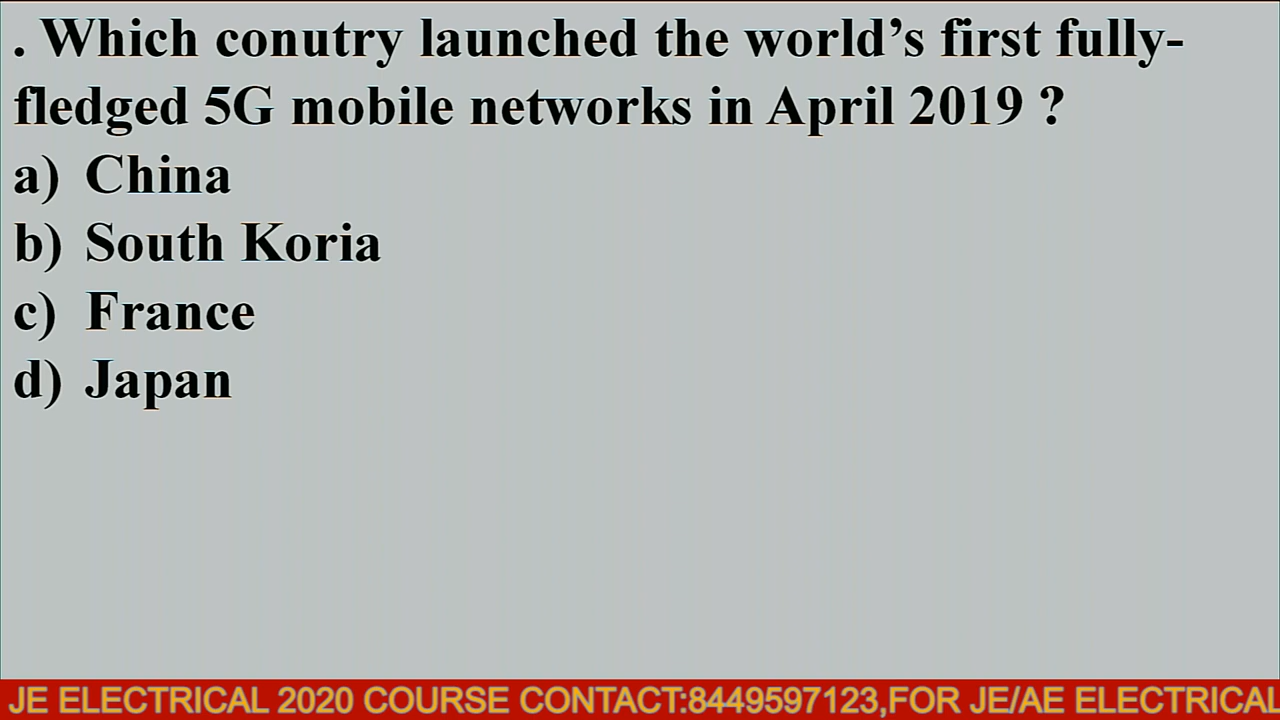 . Which conutry launched the world’s first fully-
fledged 5G mobile networks in April 2019 ?
a) China
b) South Koria
c) France
d) Japan
JE ELECTRICAL 2020 COURSE CONTACT:8449597123,FOR JE/AE ELECTRICAL